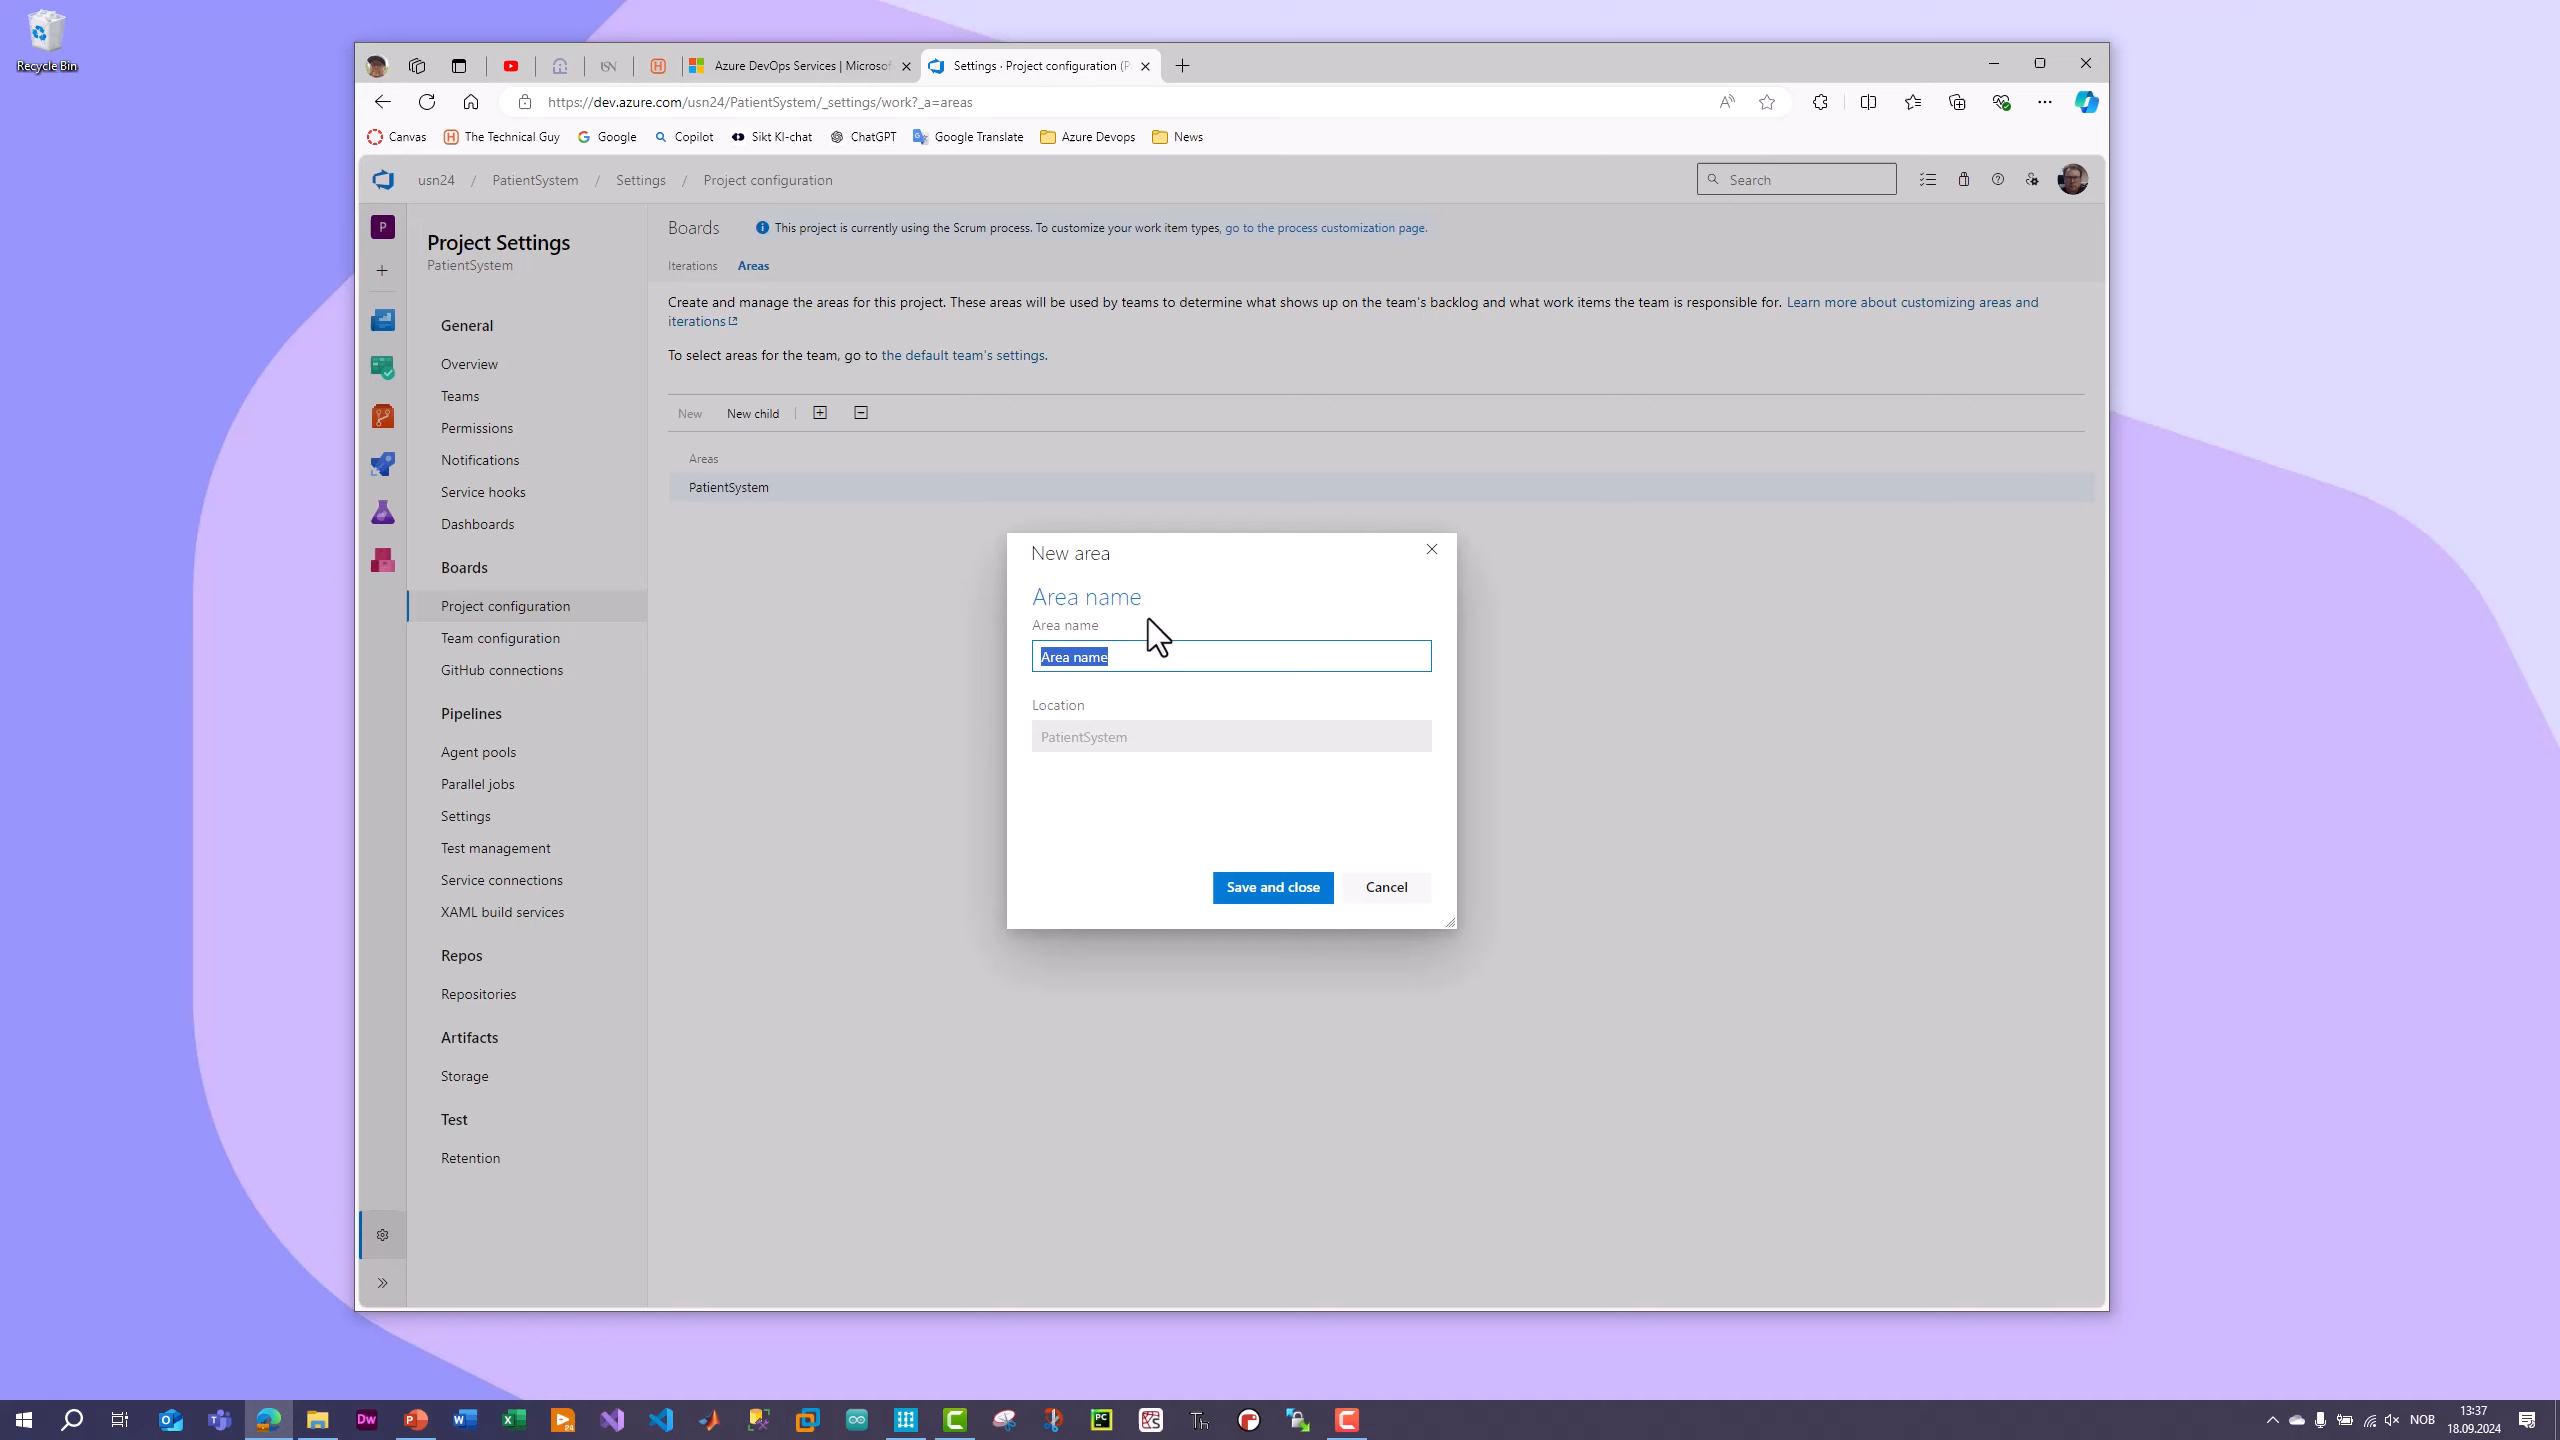 Recycle Bin
Azure DevOps Services | Microsof
Settings · Project configuration (P
https://dev.azure.com/usn24/PatientSystem/_settings/work?_a=areas
Canvas
The Technical Guy
Google
Copilot
Sikt KI-chat
ChatGPT
Google Translate
Azure Devops
News
usn24 / PatientSystem / Settings / Project configuration
Search
P
Project Settings
PatientSystem
General
Overview
Teams
Permissions
Notifications
Service hooks
Dashboards
Boards
Project configuration
Team configuration
GitHub connections
Pipelines
Agent pools
Parallel jobs
Settings
Test management
Service connections
XAML build services
Repos
Repositories
Artifacts
Storage
Test
Retention
Boards
This project is currently using the Scrum process. To customize your work item types, go to the process customization page.
Iterations
Areas
Create and manage the areas for this project. These areas will be used by teams to determine what shows up on the team's backlog and what work items the team is responsible for. Learn more about customizing areas and
iterations
To select areas for the team, go to the default team's settings.
New
New child
Areas
PatientSystem
New area
Area name
Area name
Area name
Location
PatientSystem
Save and close
Cancel
NOB
13:37
18.09.2024